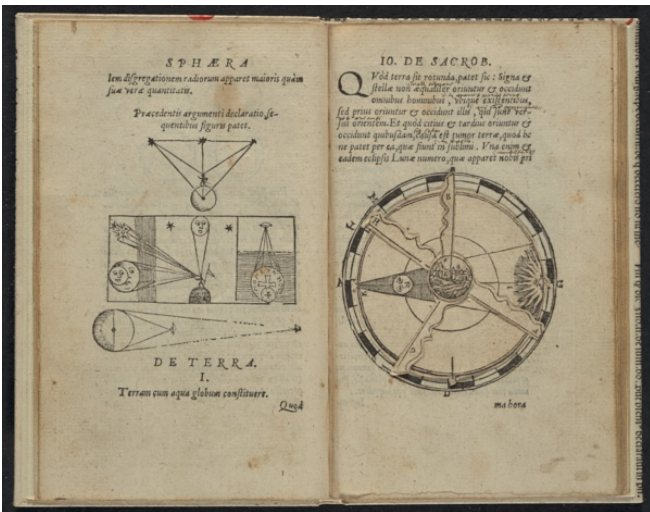 SPHÆRA
lem disgregationem radiorum apparet maioris quàm
suæ veræ quantitatis.
Præcedentis argumenti declaratio, se-
quentibus figuris patet.
DE TERRA.
I.
Terram cum aqua globum constituere.
Quod
IO. DE SACROB.
QVòd terra sit rotunda, patet sic: Signa &
stellæ non æqualiter oriuntur & occidunt
omnibus hominibus, vbique existentibus,
sed prius oriuntur & occidunt illis, qui sunt ver-
sus orientem. Et quod citius & tardius oriuntur &
occidunt quibusdam, causa est tumor terræ, quod be
ne patet per ea, quæ fiunt in sublimi. Vna enim &
eadem eclipsis Lunæ numero, quæ apparet nobis pri
ma hora